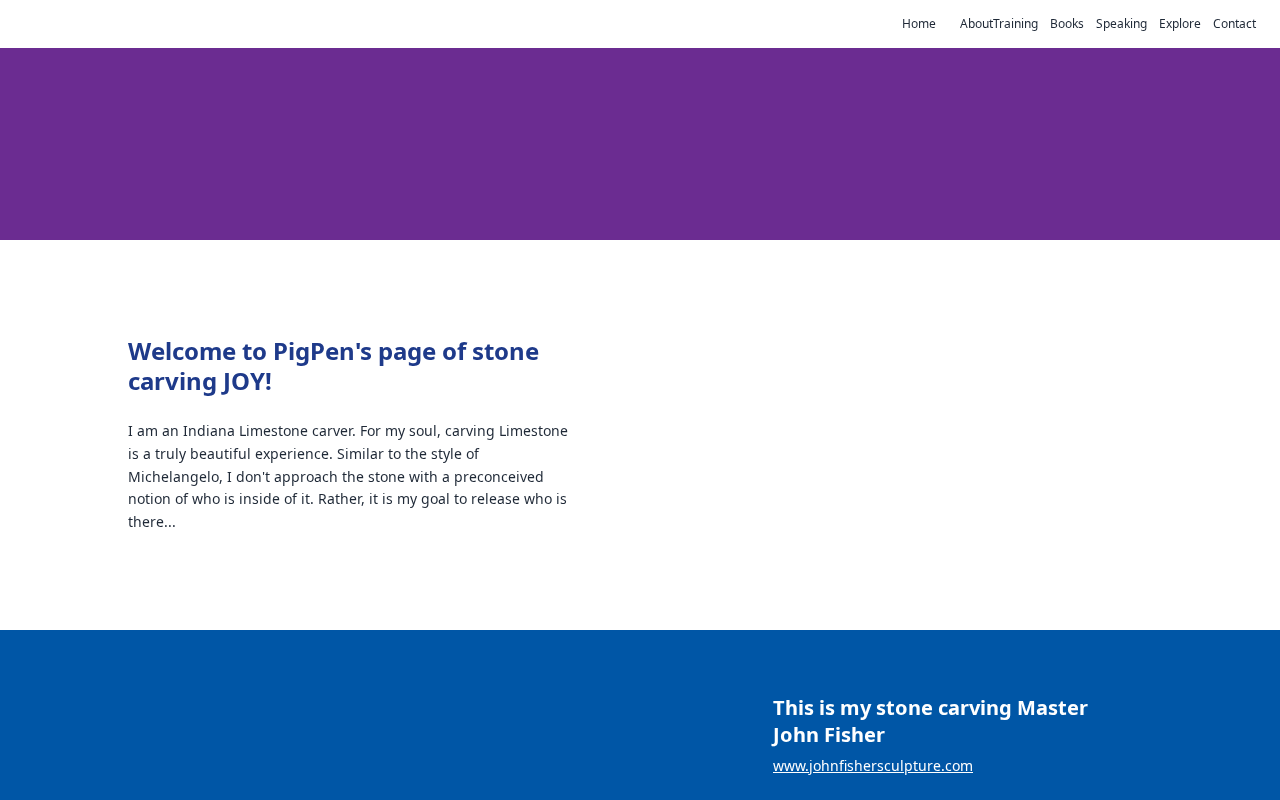 Home About Training Books Speaking Explore Contact
Welcome to PigPen's page of stone
carving JOY!
I am an Indiana Limestone carver. For my soul, carving Limestone
is a truly beautiful experience. Similar to the style of
Michelangelo, I don't approach the stone with a preconceived
notion of who is inside of it. Rather, it is my goal to release who is
there...
This is my stone carving Master
John Fisher
www.johnfishersculpture.com